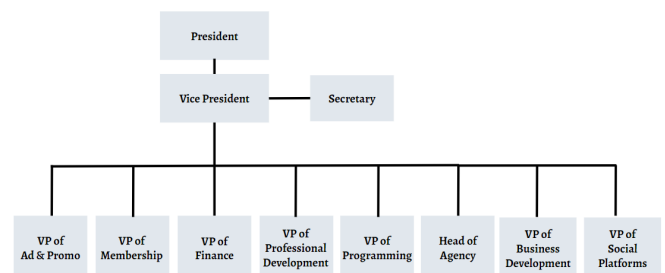 President
Vice President
Secretary
VP of
Ad & Promo
VP of
Membership
VP of
Finance
VP of
Professional
Development
VP of
Programming
Head of
Agency
VP of
Business
Development
VP of
Social
Platforms